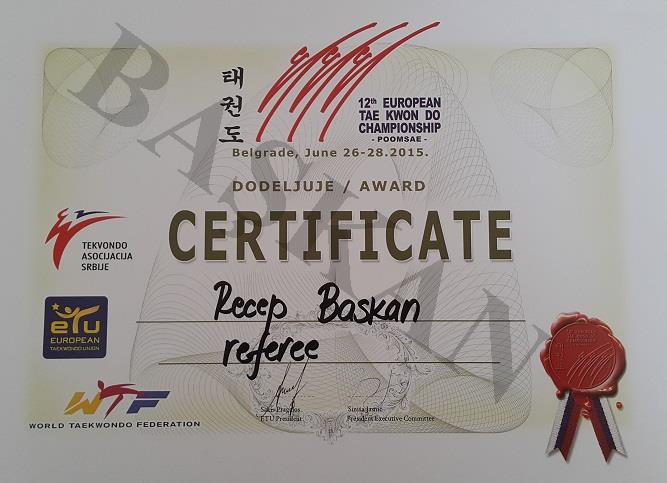 태권도
12th EUROPEAN
TAE KWON DO
CHAMPIONSHIP
- POOMSAE -
Belgrade, June 26-28.2015.
DODELJUJE / AWARD
CERTIFICATE
TEKVONDO
ASOCIJACIJA
SRBIJE
Recep Baskan
referee
eTU
EUROPEAN
TAEKWONDO UNION
WTF
WORLD TAEKWONDO FEDERATION
ETU President
President Executive Committee
BASKAN